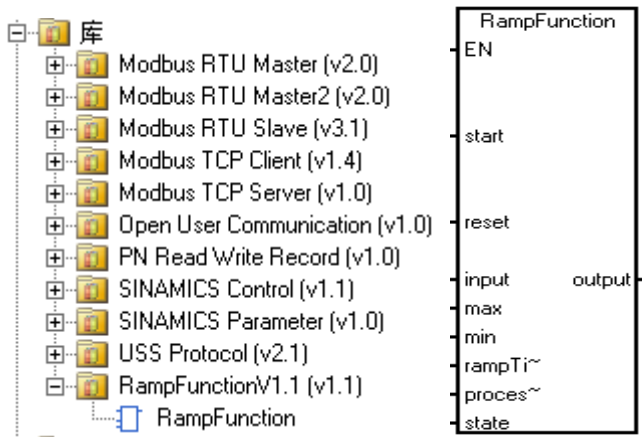 库
Modbus RTU Master (v2.0)
Modbus RTU Master2 (v2.0)
Modbus RTU Slave (v3.1)
Modbus TCP Client (v1.4)
Modbus TCP Server (v1.0)
Open User Communication (v1.0)
PN Read Write Record (v1.0)
SINAMICS Control (v1.1)
SINAMICS Parameter (v1.0)
USS Protocol (v2.1)
RampFunctionV1.1 (v1.1)
RampFunction
RampFunction
EN
start
reset
input output
max
min
rampTi~
proces~
state